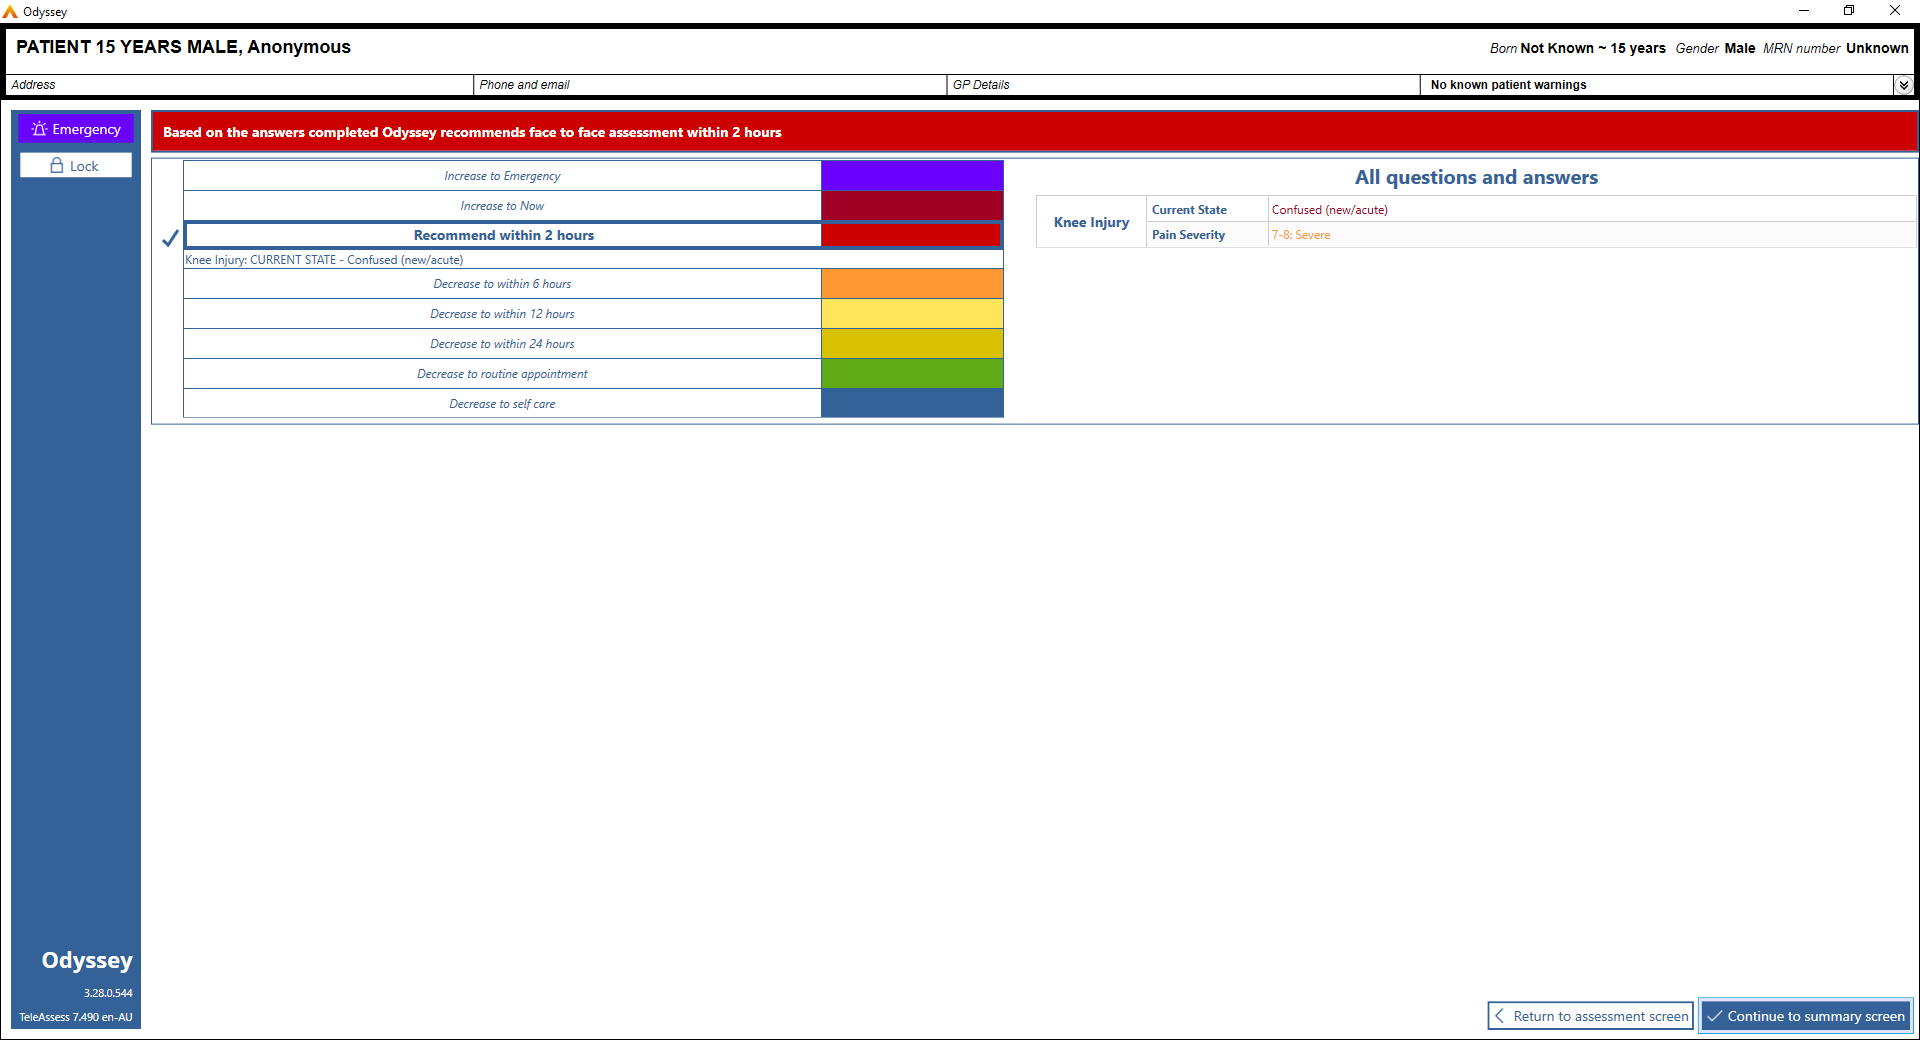 Odyssey
PATIENT 15 YEARS MALE, Anonymous
Born Not Known ~ 15 years Gender Male MRN number Unknown
Address
Phone and email
GP Details
No known patient warnings
Emergency
Lock
Based on the answers completed Odyssey recommends face to face assessment within 2 hours
Increase to Emergency
Increase to Now
Recommend within 2 hours
Knee Injury: CURRENT STATE - Confused (new/acute)
Decrease to within 6 hours
Decrease to within 12 hours
Decrease to within 24 hours
Decrease to routine appointment
Decrease to self care
All questions and answers
Knee Injury
Current State Confused (new/acute)
Pain Severity 7-8: Severe
Odyssey
3.28.0.544
TeleAssess 7.490 en-AU
Return to assessment screen
Continue to summary screen